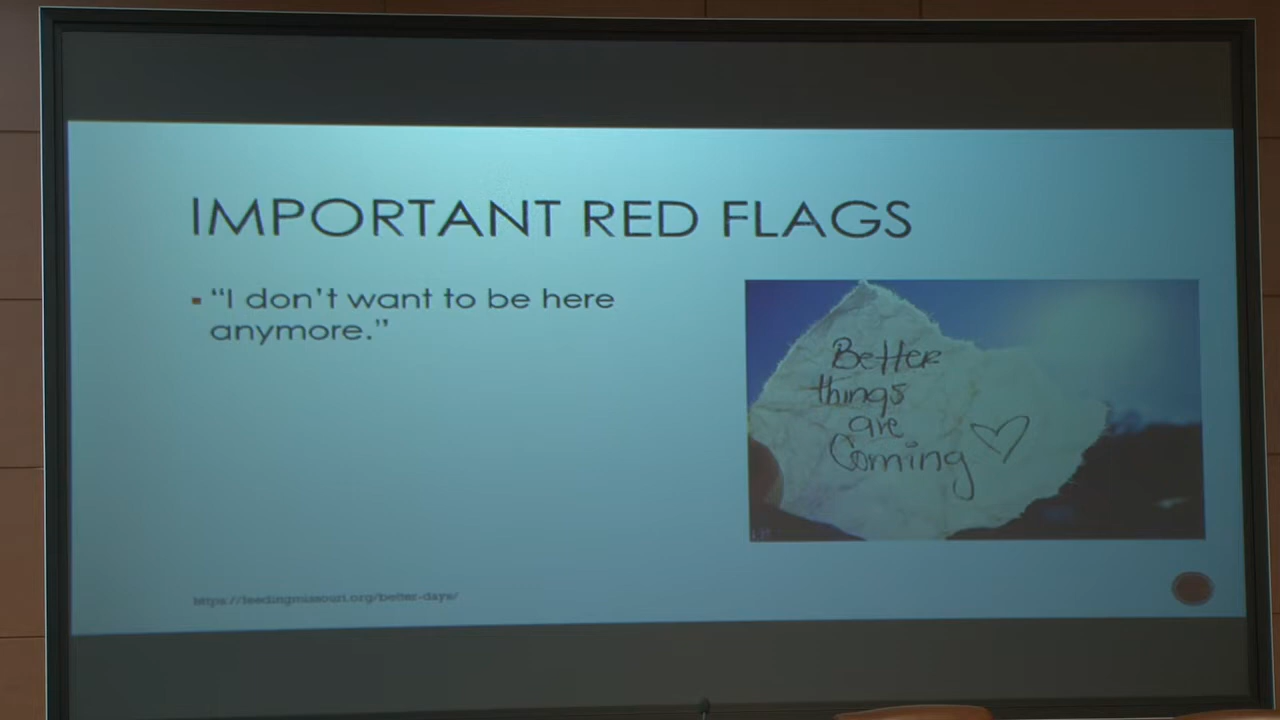 IMPORTANT RED FLAGS
▪ “I don’t want to be here
anymore.”
Better
things
are
Coming ♡
https://feedingmissouri.org/better-days/